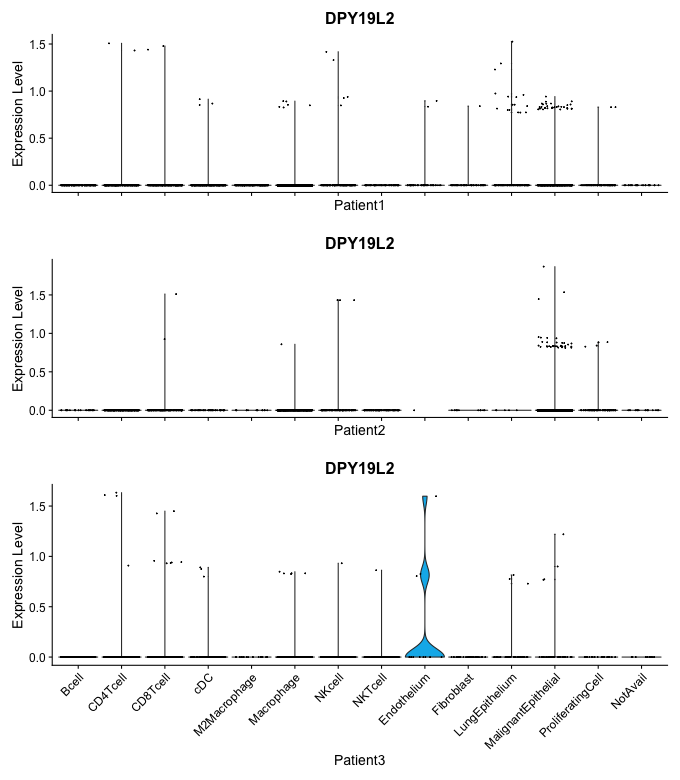 DPY19L2
Expression Level
1.5
1.0
0.5
0.0
Patient1
DPY19L2
Expression Level
1.5
1.0
0.5
0.0
Patient2
DPY19L2
Expression Level
1.5
1.0
0.5
0.0
Bcell
CD4Tcell
CD8Tcell
cDC
M2Macrophage
Macrophage
NKcell
NKTcell
Endothelium
Fibroblast
LungEpithelium
MalignantEpithelial
ProliferatingCell
NotAvail
Patient3